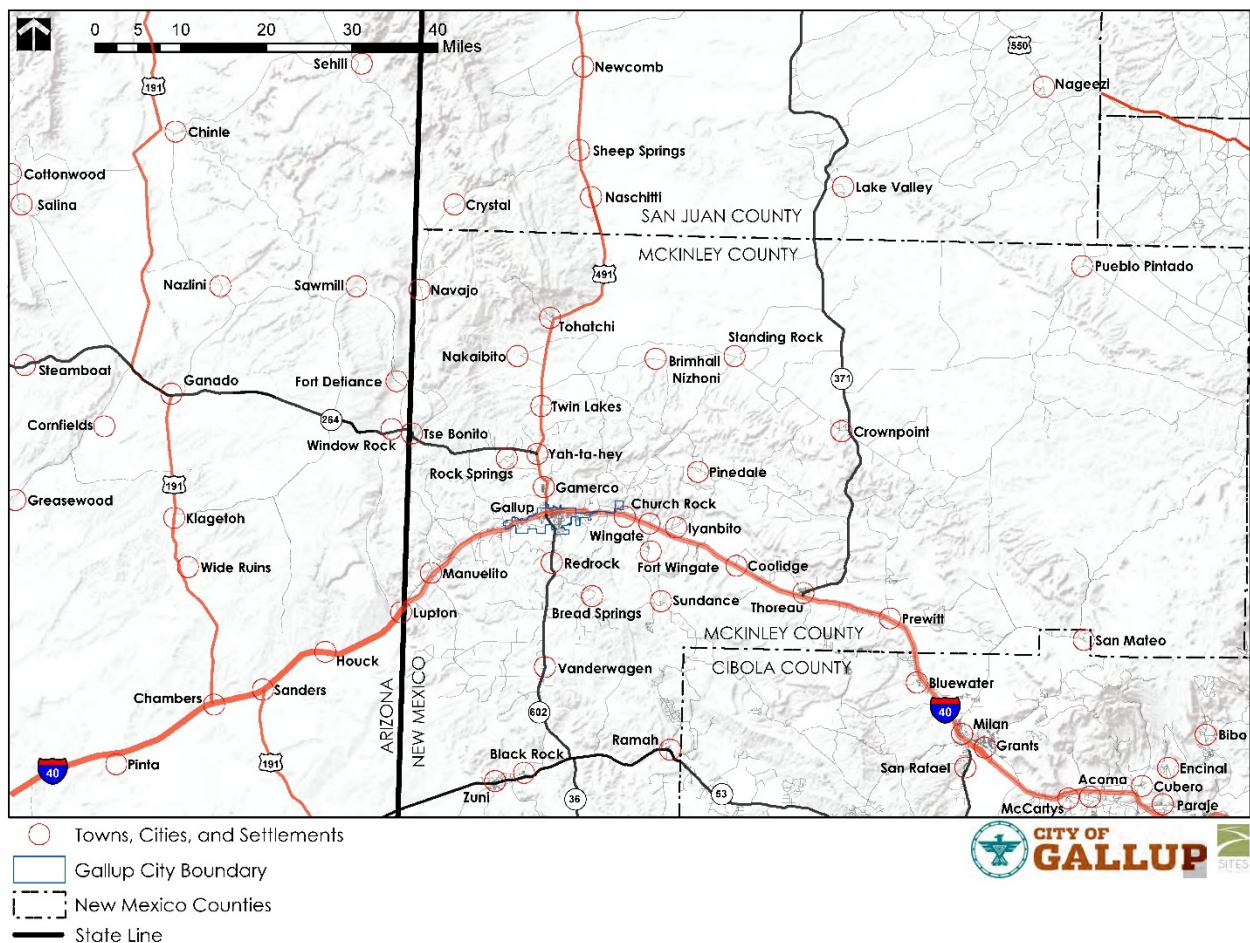 0 5 10 20 30 40
Miles
Sehili
Newcomb
550
Nageezi
191
Chinle
Sheep Springs
Cottonwood
Salina
Crystal
Naschitti
Lake Valley
SAN JUAN COUNTY
MCKINLEY COUNTY
Pueblo Pintado
491
Nazlini
Sawmill
Navajo
Tohatchi
Standing Rock
Nakaibito
Brimhall
Nizhoni
Steamboat
Ganado
Fort Defiance
371
Twin Lakes
Cornfields
264
Window Rock
Tse Bonito
Crownpoint
Yah-ta-hey
Rock Springs
Pinedale
191
Gamerco
Greasewood
Klagetoh
Gallup
Church Rock
Wingate
Iyanbito
Wide Ruins
Manuelito
Redrock
Fort Wingate
Coolidge
Lupton
Bread Springs
Sundance
Thoreau
Prewitt
MCKINLEY COUNTY
CIBOLA COUNTY
San Mateo
Houck
Vanderwagen
Bluewater
Chambers
Sanders
ARIZONA
NEW MEXICO
602
40
Milan
Grants
Bibo
Ramah
Black Rock
191
40
Pinta
Zuni
36
53
San Rafael
Encinal
Acoma
Cubero
McCartys
Paraje
Towns, Cities, and Settlements
Gallup City Boundary
New Mexico Counties
State Line
CITY OF
GALLUP
SITES